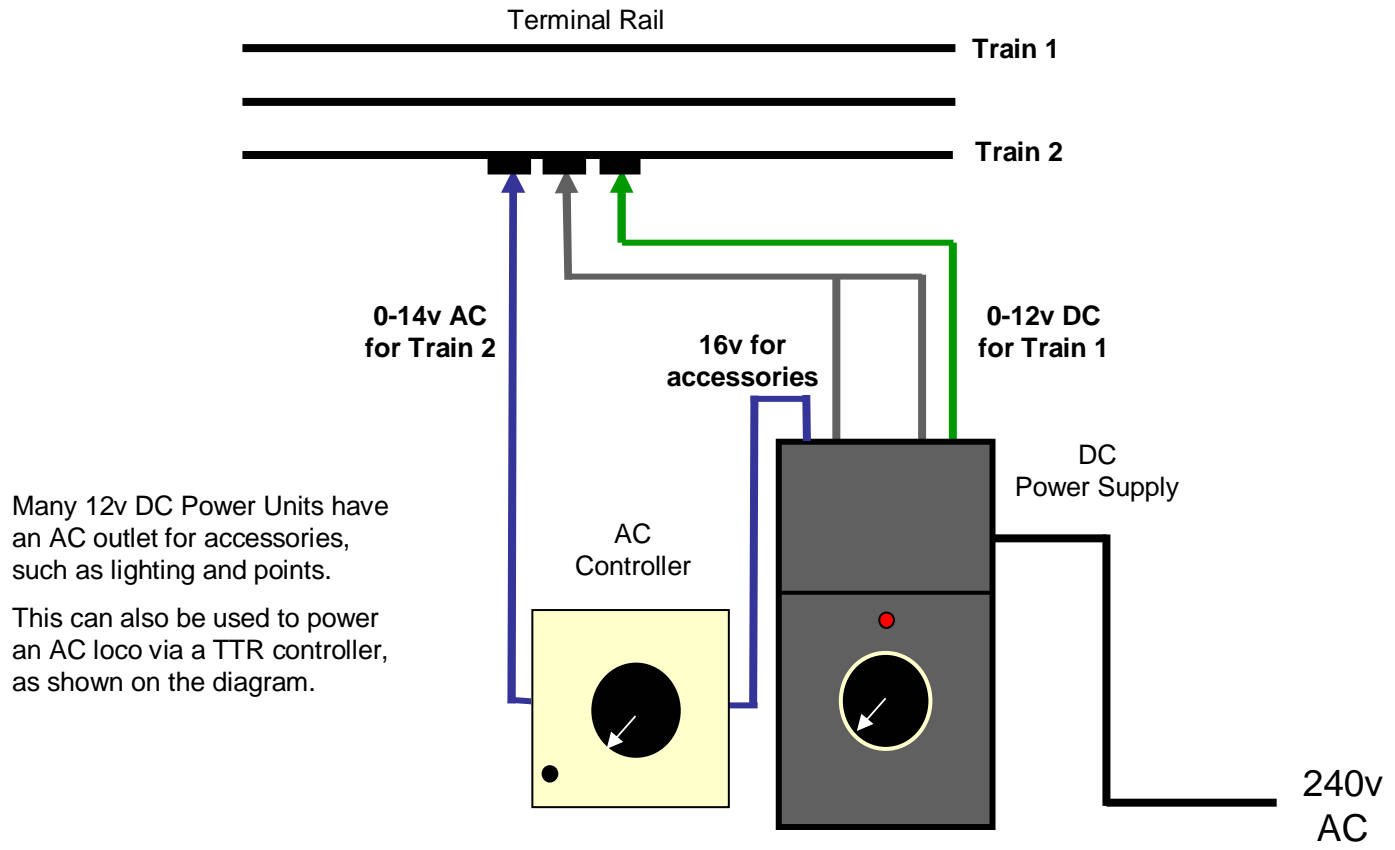 Terminal Rail
Train 1
Train 2
0-14v AC
for Train 2
16v for
accessories
0-12v DC
for Train 1
DC
Power Supply
Many 12v DC Power Units have
an AC outlet for accessories,
such as lighting and points.
This can also be used to power
an AC loco via a TTR controller,
as shown on the diagram.
AC
Controller
240v
AC